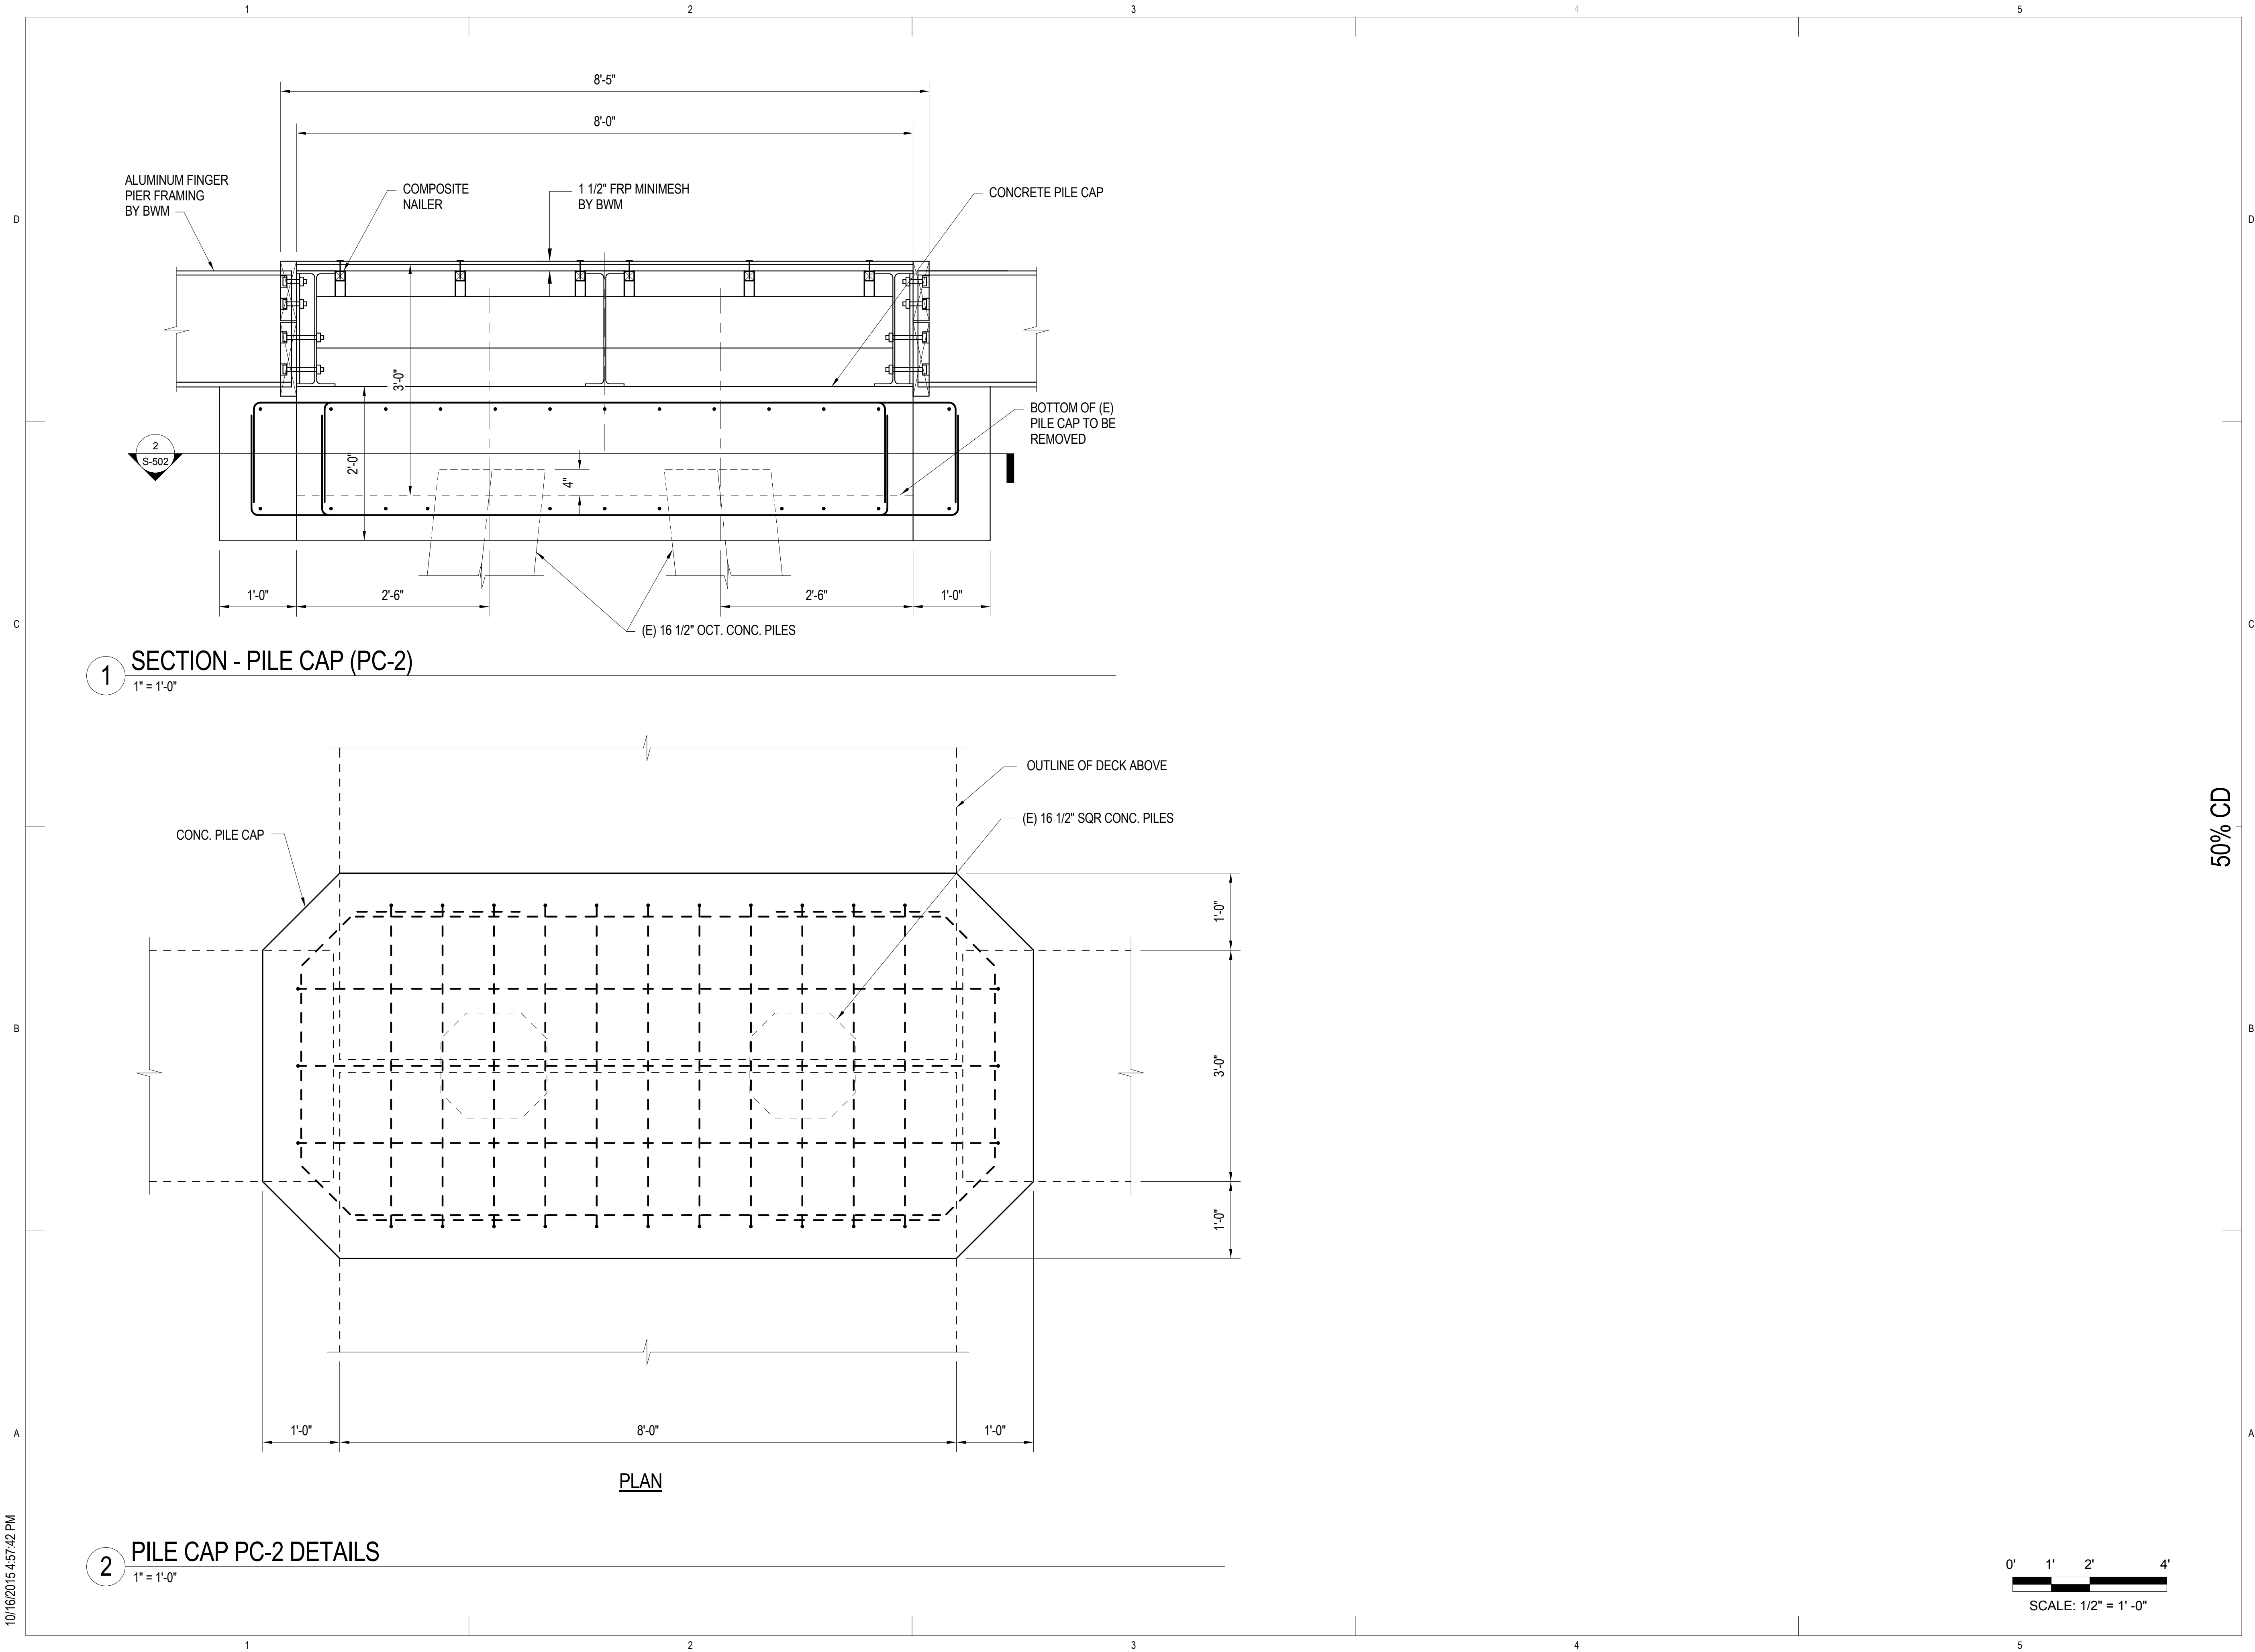 1 2 3 4 5
8'-5"
8'-0"
ALUMINUM FINGER
PIER FRAMING
BY BWM
COMPOSITE
NAILER
1 1/2" FRP MINIMESH
BY BWM
CONCRETE PILE CAP
D D
3'-0"
BOTTOM OF (E)
PILE CAP TO BE
REMOVED
2
S-502
2'-0"
4"
1'-0" 2'-6" 2'-6" 1'-0"
(E) 16 1/2" OCT. CONC. PILES
C C
1 SECTION - PILE CAP (PC-2)
1" = 1'-0"
OUTLINE OF DECK ABOVE
(E) 16 1/2" SQR CONC. PILES
CONC. PILE CAP
50% CD
1'-0"
B B
3'-0"
1'-0"
A A
1'-0" 8'-0" 1'-0"
PLAN
2 PILE CAP PC-2 DETAILS
1" = 1'-0"
10/16/2015 4:57:42 PM
0' 1' 2' 4'
SCALE: 1/2" = 1' -0"
1 2 3 4 5